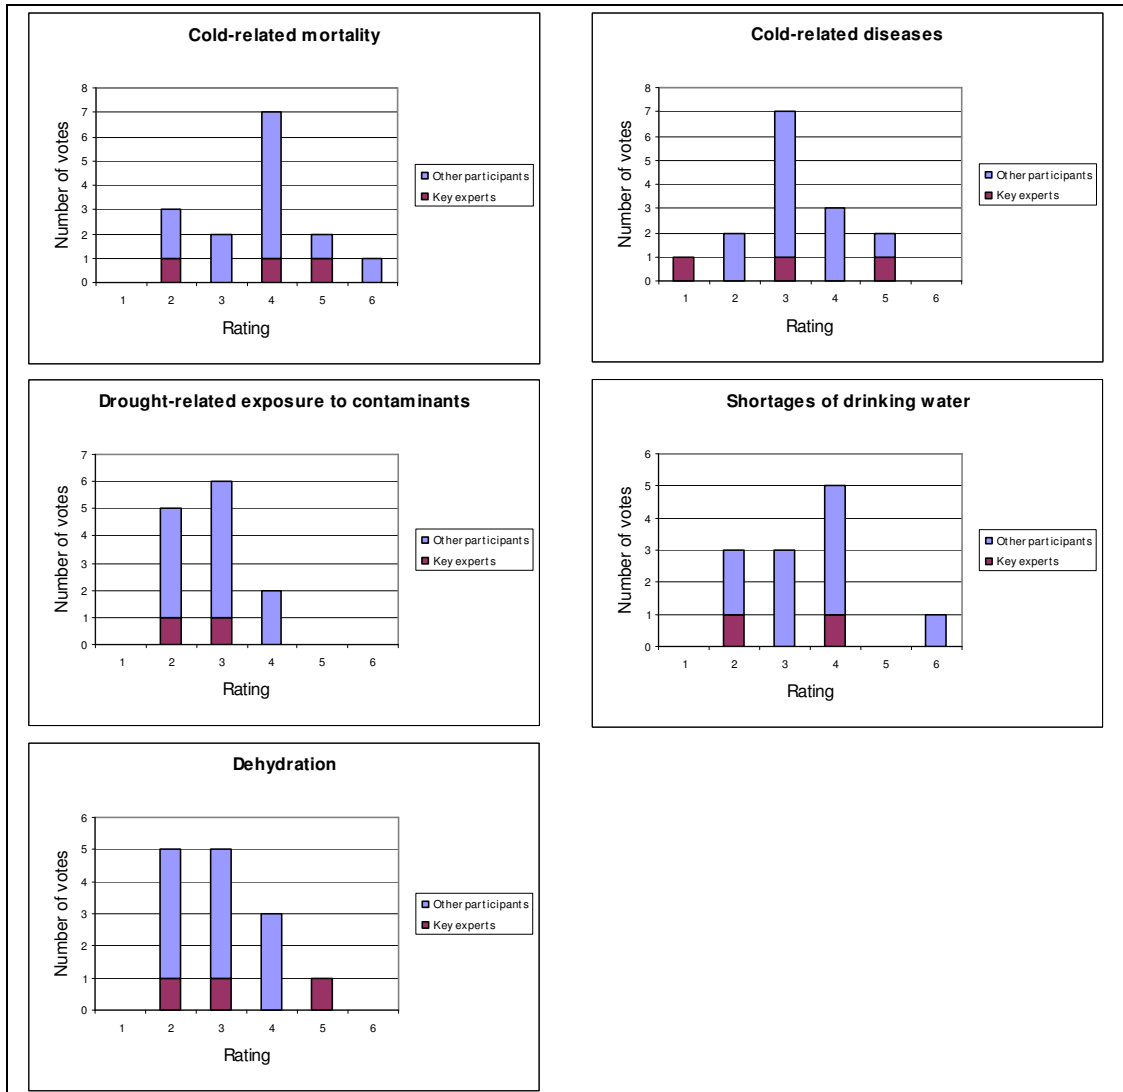 Cold-related mortality
8
7
6
5
4
3
2
1
0
Number of votes
1 2 3 4 5 6
Rating
Other participants
Key experts
Cold-related diseases
8
7
6
5
4
3
2
1
0
Number of votes
1 2 3 4 5 6
Rating
Other participants
Key experts
Drought-related exposure to contaminants
7
6
5
4
3
2
1
0
Number of votes
1 2 3 4 5 6
Rating
Other participants
Key experts
Shortages of drinking water
6
5
4
3
2
1
0
Number of votes
1 2 3 4 5 6
Rating
Other participants
Key experts
Dehydration
6
5
4
3
2
1
0
Number of votes
1 2 3 4 5 6
Rating
Other participants
Key experts